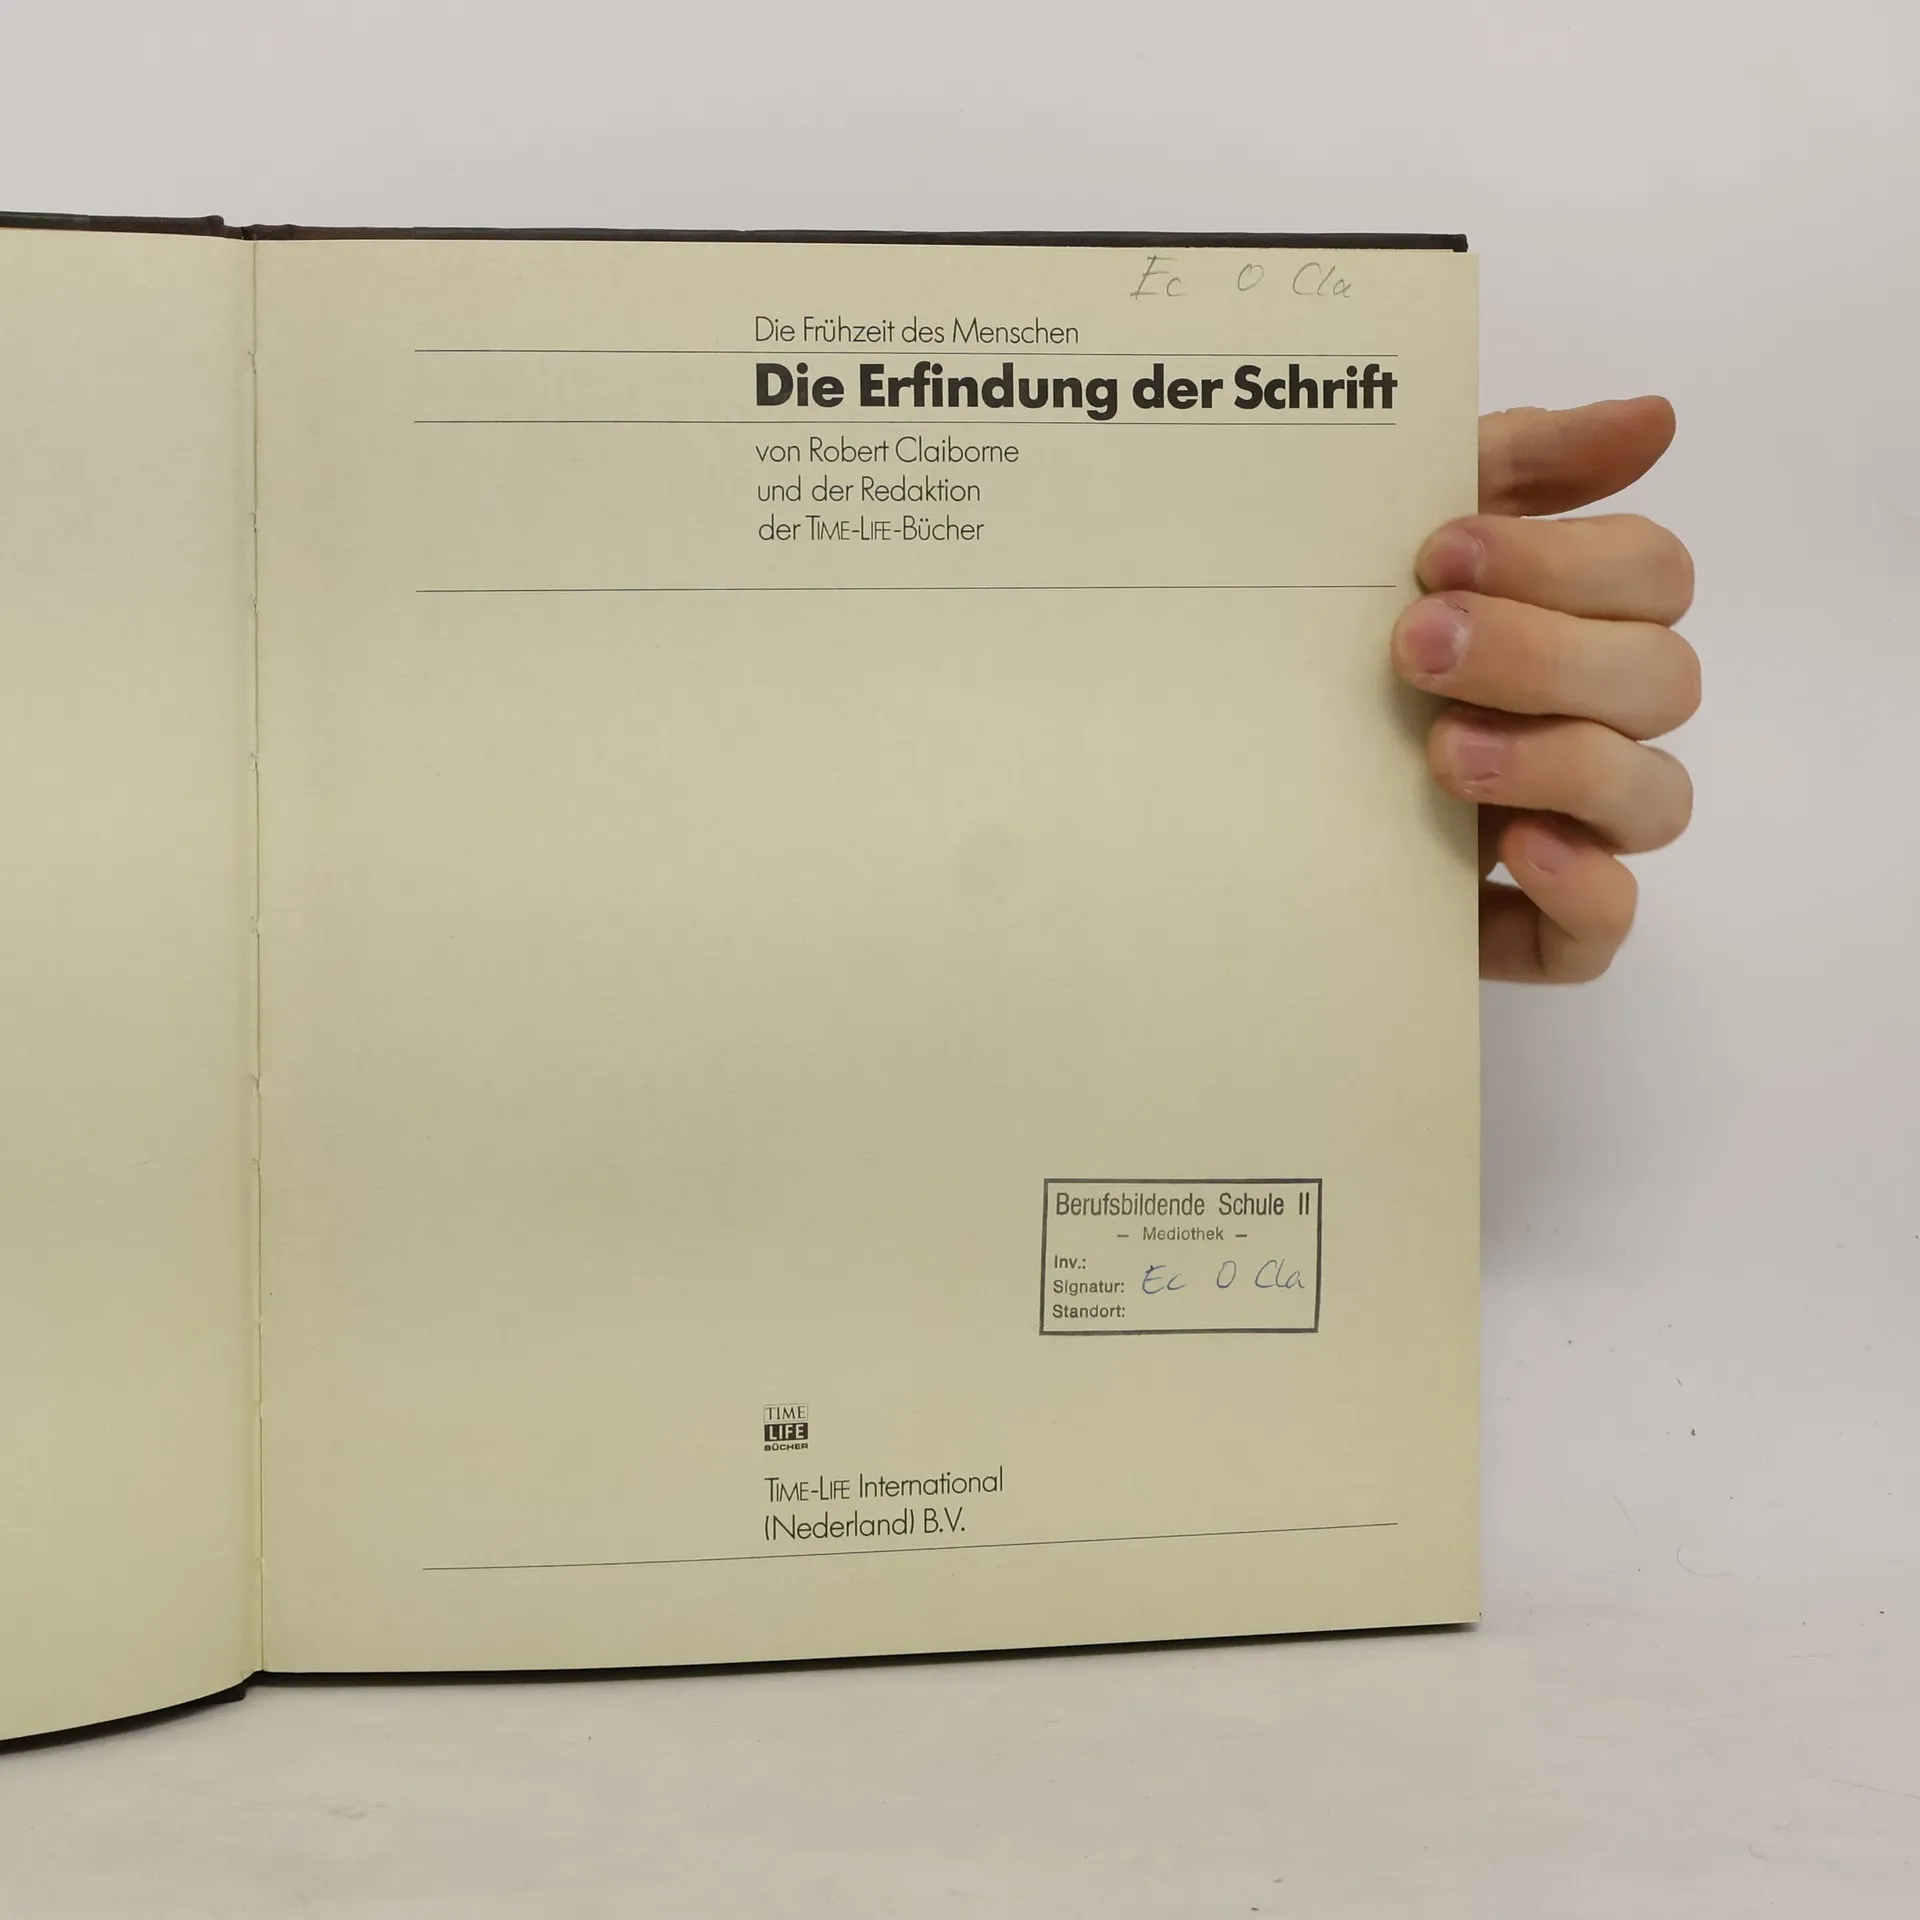 Ec O Cla
Die Frühzeit des Menschen
Die Erfindung der Schrift
von Robert Claiborne
und der Redaktion
der TIME-LIFE-Bücher
Berufsbildende Schule II
– Mediothek –
Inv.:
Signatur: Ec O Cla
Standort:
TIME
LIFE
BÜCHER
TIME-LIFE International
(Nederland) B.V.